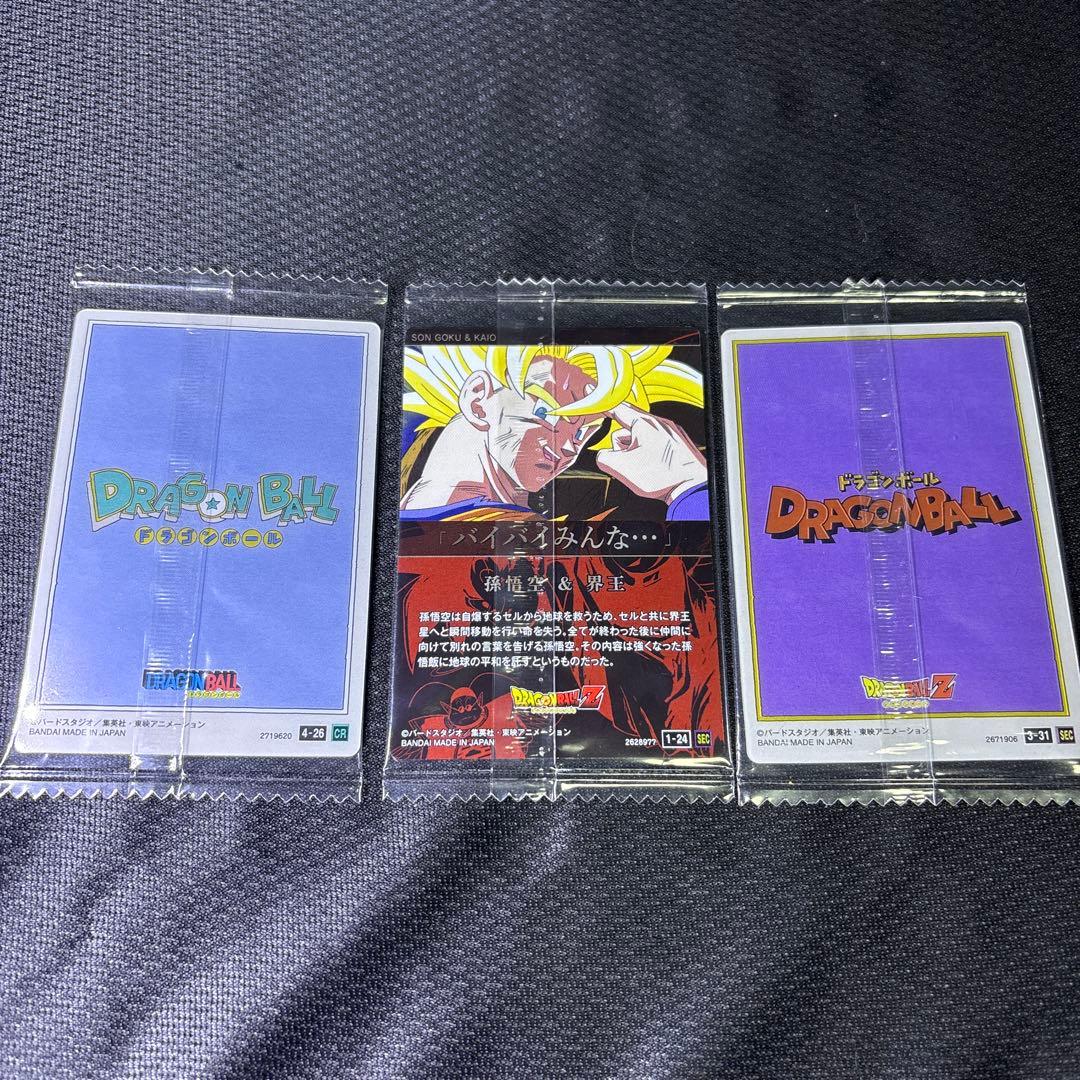 DRAGON BALL
ドラゴンボール
DRAGON BALL
©バードスタジオ／集英社・東映アニメーション
BANDAI MADE IN JAPAN
2719620
4-26
CR
SON GOKU & KAIO
「バイバイみんな…」
孫悟空 & 界王
孫悟空は自爆するセルから地球を救うため、セルと共に界王
星へと瞬間移動を行い命を失う。全てが終わった後に仲間に
向けて別れの言葉を告げる孫悟空。その内容は強くなった孫
悟飯に地球の平和を託すというものだった。
DRAGONBALL Z
©バードスタジオ／集英社・東映アニメーション
BANDAI MADE IN JAPAN
2628977
1-24
SEC
ドラゴンボール
DRAGONBALL
DRAGONBALL Z
©バードスタジオ／集英社・東映アニメーション
BANDAI MADE IN JAPAN
2671906
3-31
SEC